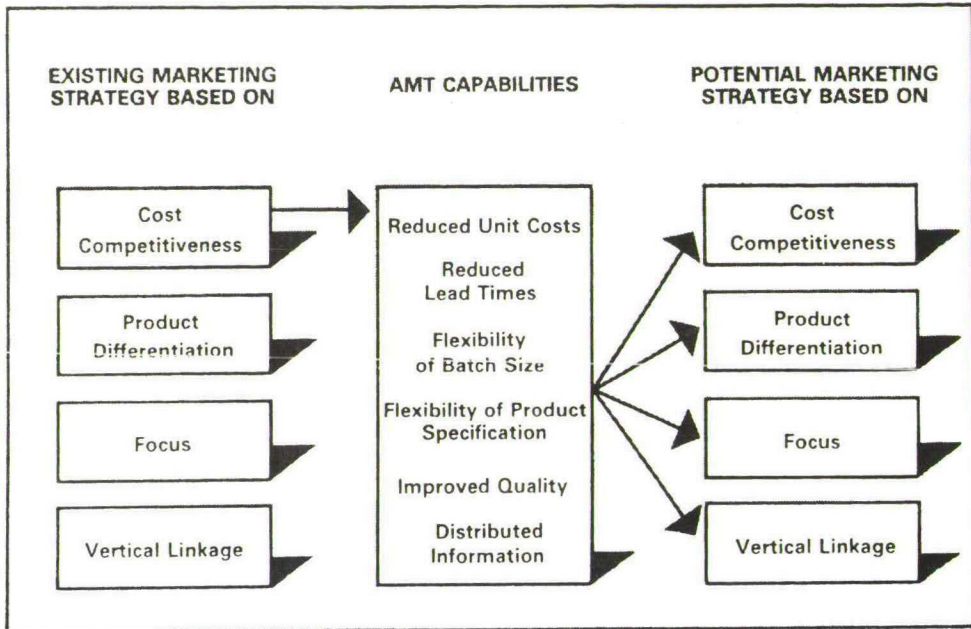 EXISTING MARKETING
STRATEGY BASED ON
Cost
Competitiveness
Product
Differentiation
Focus
Vertical Linkage
AMT CAPABILITIES
Reduced Unit Costs
Reduced
Lead Times
Flexibility
of Batch Size
Flexibility of Product
Specification
Improved Quality
Distributed
Information
POTENTIAL MARKETING
STRATEGY BASED ON
Cost
Competitiveness
Product
Differentiation
Focus
Vertical Linkage